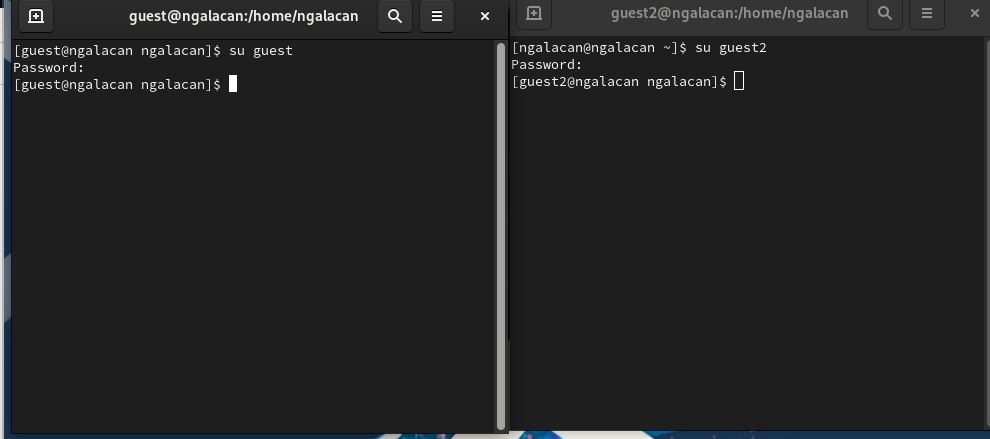 guest@ngalacan:/home/ngalacan
[guest@ngalacan ngalacan]$ su guest
Password:
[guest@ngalacan ngalacan]$
guest2@ngalacan:/home/ngalacan
[ngalacan@ngalacan ~]$ su guest2
Password:
[guest2@ngalacan ngalacan]$